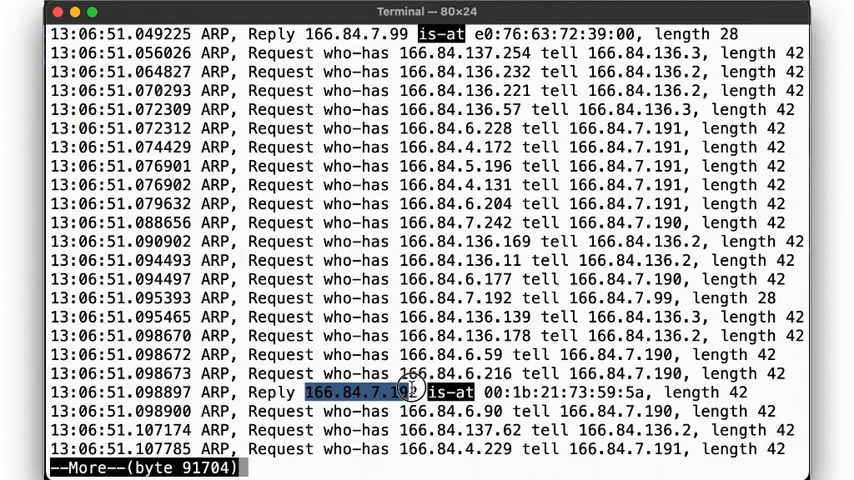 Terminal — 80×24
13:06:51.049225 ARP, Reply 166.84.7.99 is-at e0:76:63:72:39:00, length 28
13:06:51.056026 ARP, Request who-has 166.84.137.254 tell 166.84.136.3, length 42
13:06:51.064827 ARP, Request who-has 166.84.136.232 tell 166.84.136.2, length 42
13:06:51.070293 ARP, Request who-has 166.84.136.221 tell 166.84.136.2, length 42
13:06:51.072309 ARP, Request who-has 166.84.136.57 tell 166.84.136.3, length 42
13:06:51.072312 ARP, Request who-has 166.84.6.228 tell 166.84.7.191, length 42
13:06:51.074429 ARP, Request who-has 166.84.4.172 tell 166.84.7.191, length 42
13:06:51.076901 ARP, Request who-has 166.84.5.196 tell 166.84.7.191, length 42
13:06:51.076902 ARP, Request who-has 166.84.4.131 tell 166.84.7.191, length 42
13:06:51.079632 ARP, Request who-has 166.84.6.204 tell 166.84.7.191, length 42
13:06:51.088656 ARP, Request who-has 166.84.7.242 tell 166.84.7.190, length 42
13:06:51.090902 ARP, Request who-has 166.84.136.169 tell 166.84.136.2, length 42
13:06:51.094493 ARP, Request who-has 166.84.136.11 tell 166.84.136.2, length 42
13:06:51.094497 ARP, Request who-has 166.84.6.177 tell 166.84.7.190, length 42
13:06:51.095393 ARP, Request who-has 166.84.7.192 tell 166.84.7.99, length 28
13:06:51.095465 ARP, Request who-has 166.84.136.139 tell 166.84.136.3, length 42
13:06:51.098670 ARP, Request who-has 166.84.136.178 tell 166.84.136.2, length 42
13:06:51.098672 ARP, Request who-has 166.84.6.59 tell 166.84.7.190, length 42
13:06:51.098673 ARP, Request who-has 166.84.6.216 tell 166.84.7.190, length 42
13:06:51.098897 ARP, Reply 166.84.7.192 is-at 00:1b:21:73:59:5a, length 42
13:06:51.098900 ARP, Request who-has 166.84.6.90 tell 166.84.7.190, length 42
13:06:51.107174 ARP, Request who-has 166.84.137.62 tell 166.84.136.2, length 42
13:06:51.107785 ARP, Request who-has 166.84.4.229 tell 166.84.7.191, length 42
--More--(byte 91704)